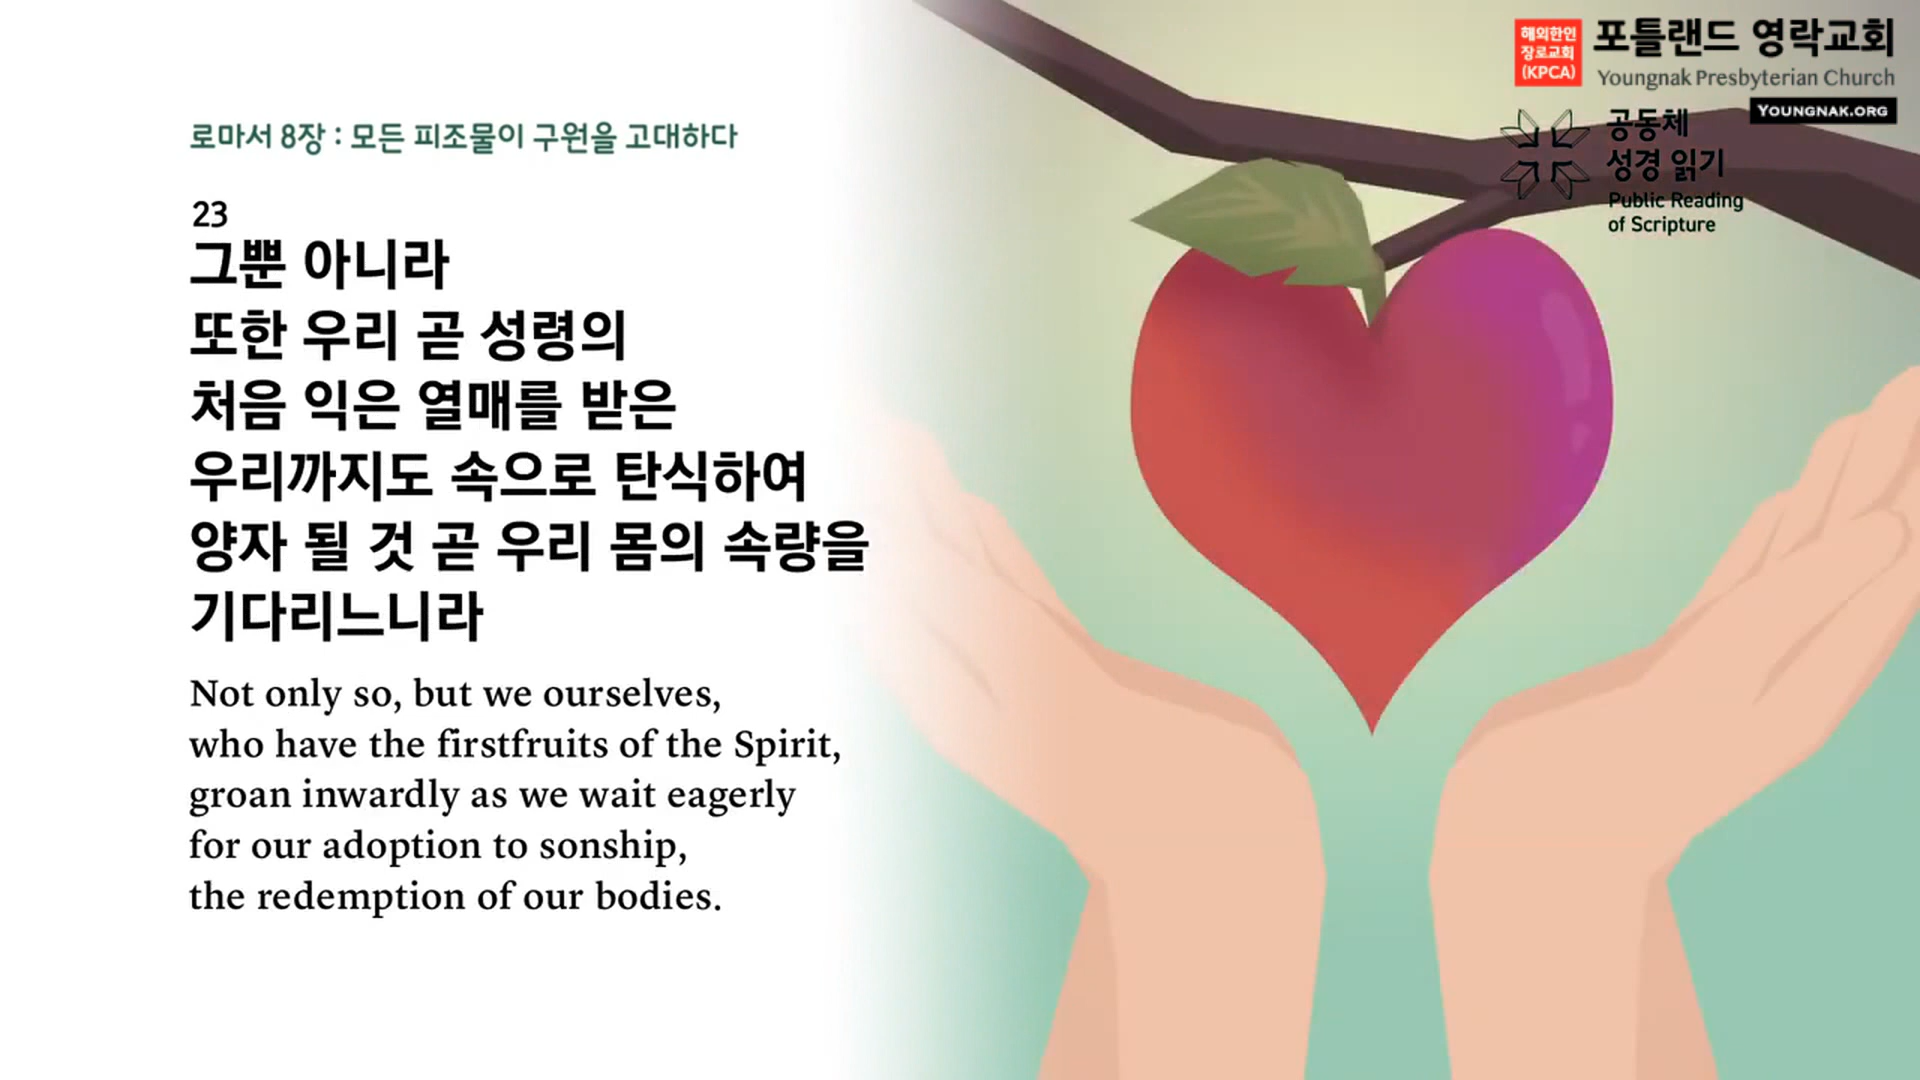 해외한인
장로교회
(KPCA)
포틀랜드 영락교회
Youngnak Presbyterian Church
YOUNGNAK.ORG
공동체
성경 읽기
Public Reading
of Scripture
로마서 8장 : 모든 피조물이 구원을 고대하다
23
그뿐 아니라
또한 우리 곧 성령의
처음 익은 열매를 받은
우리까지도 속으로 탄식하여
양자 될 것 곧 우리 몸의 속량을
기다리느니라
Not only so, but we ourselves,
who have the firstfruits of the Spirit,
groan inwardly as we wait eagerly
for our adoption to sonship,
the redemption of our bodies.